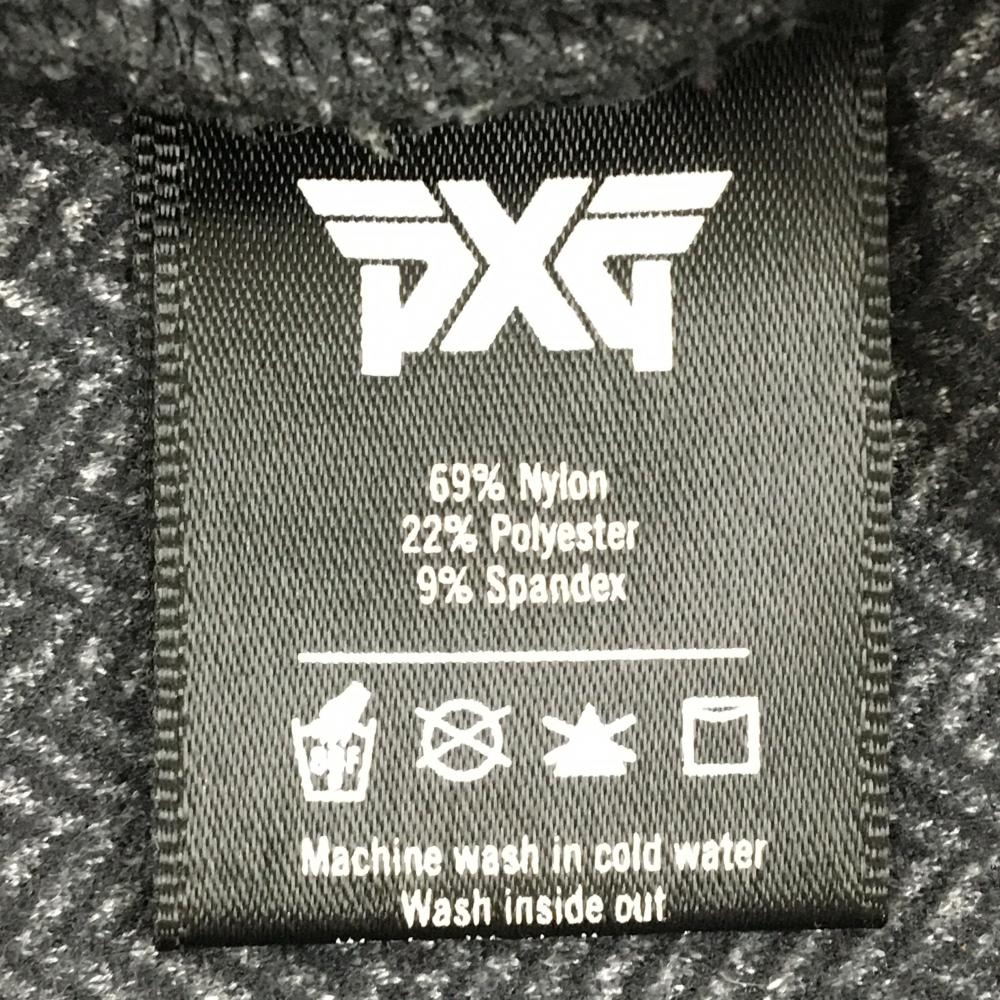 PXG
69% Nylon
22% Polyester
9% Spandex
Machine wash in cold water
Wash inside out